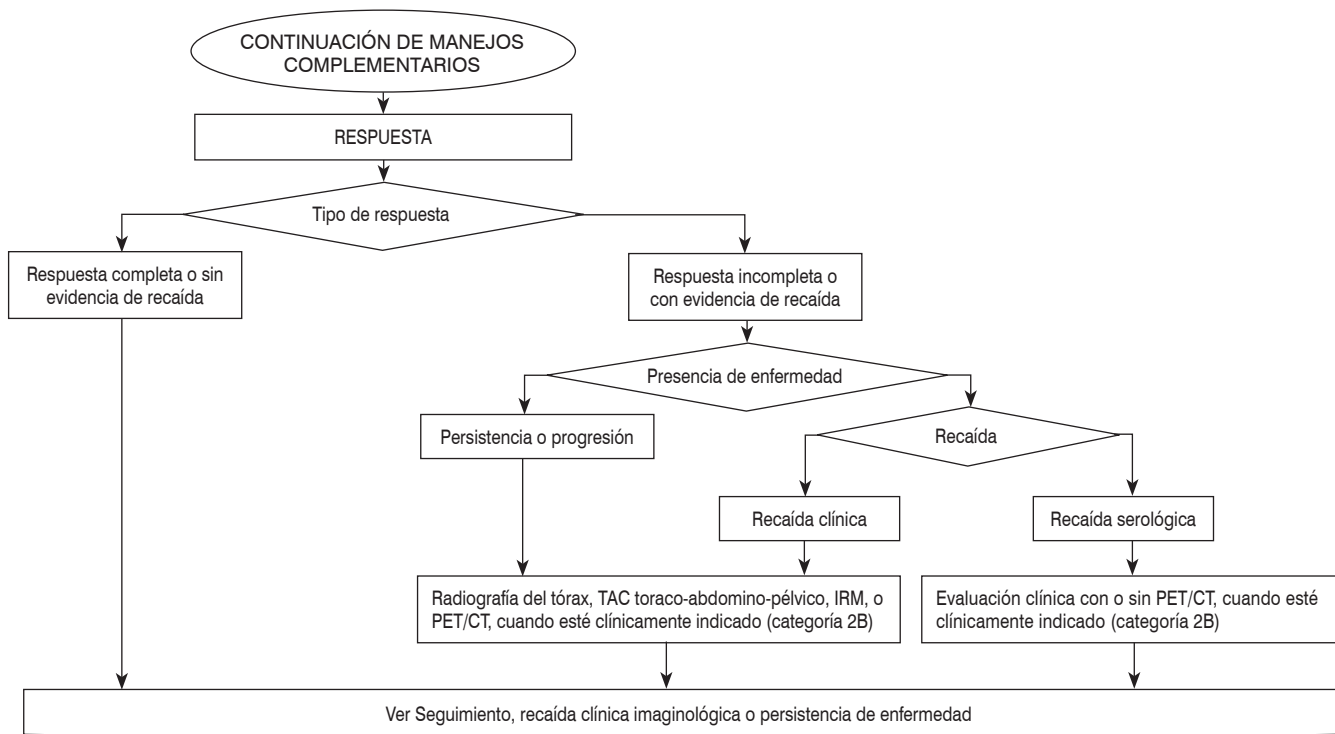 CONTINUACIÓN DE MANEJOS
COMPLEMENTARIOS
RESPUESTA
Tipo de respuesta
Respuesta completa o sin
evidencia de recaída
Respuesta incompleta o
con evidencia de recaída
Presencia de enfermedad
Persistencia o progresión
Recaída
Recaída clínica
Recaída serológica
Radiografía del tórax, TAC toraco-abdomino-pélvico, IRM, o
PET/CT, cuando esté clínicamente indicado (categoría 2B)
Evaluación clínica con o sin PET/CT, cuando esté
clínicamente indicado (categoría 2B)
Ver Seguimiento, recaída clínica imaginológica o persistencia de enfermedad